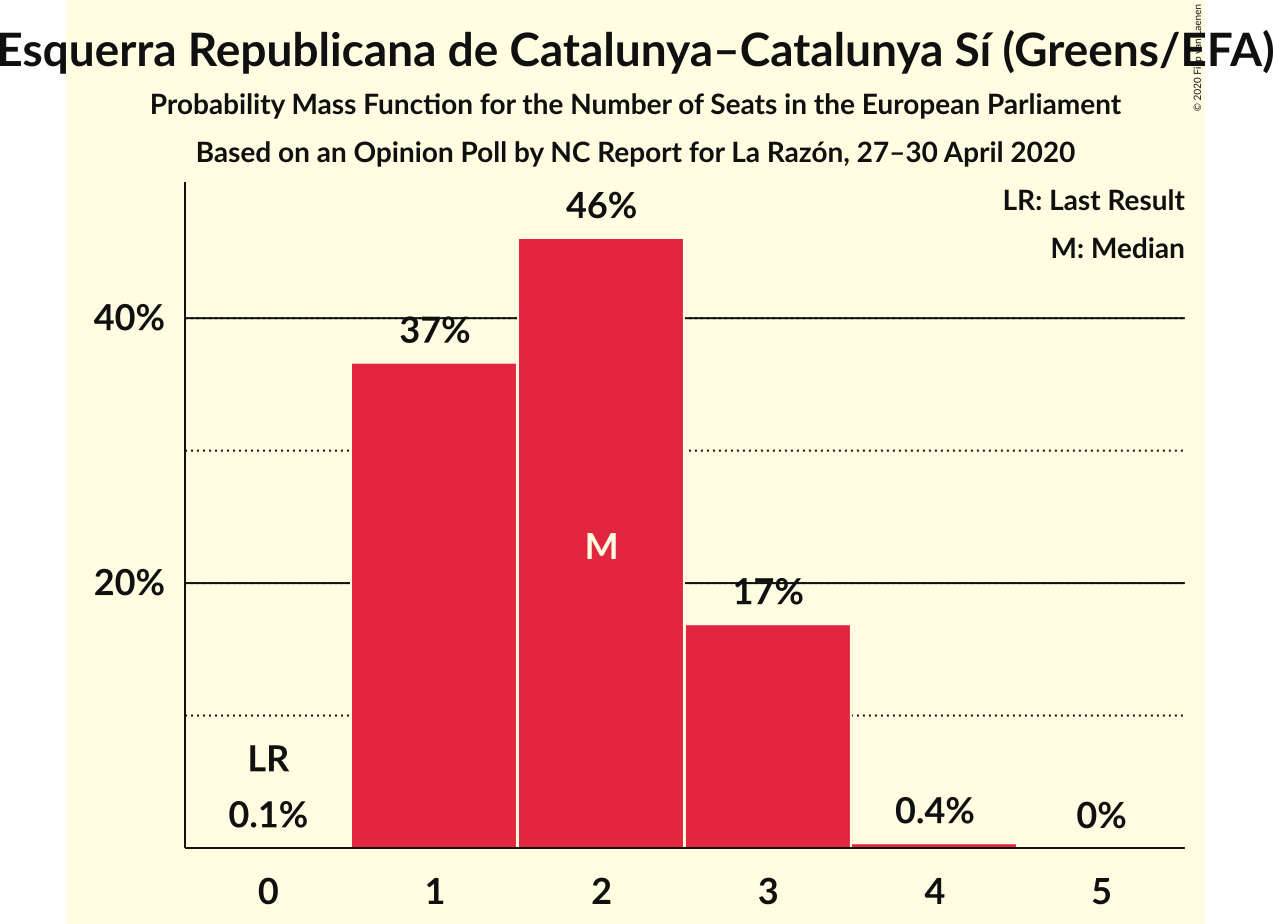 Esquerra Republicana de Catalunya–Catalunya Sí (Greens/EFA)
Probability Mass Function for the Number of Seats in the European Parliament
Based on an Opinion Poll by NC Report for La Razón, 27–30 April 2020
© 2020
LR: Last Result
M: Median
46%
40%
37%
M
20%
17%
LR
0.1%
0.4%
0%
0 1 2 3 4 5